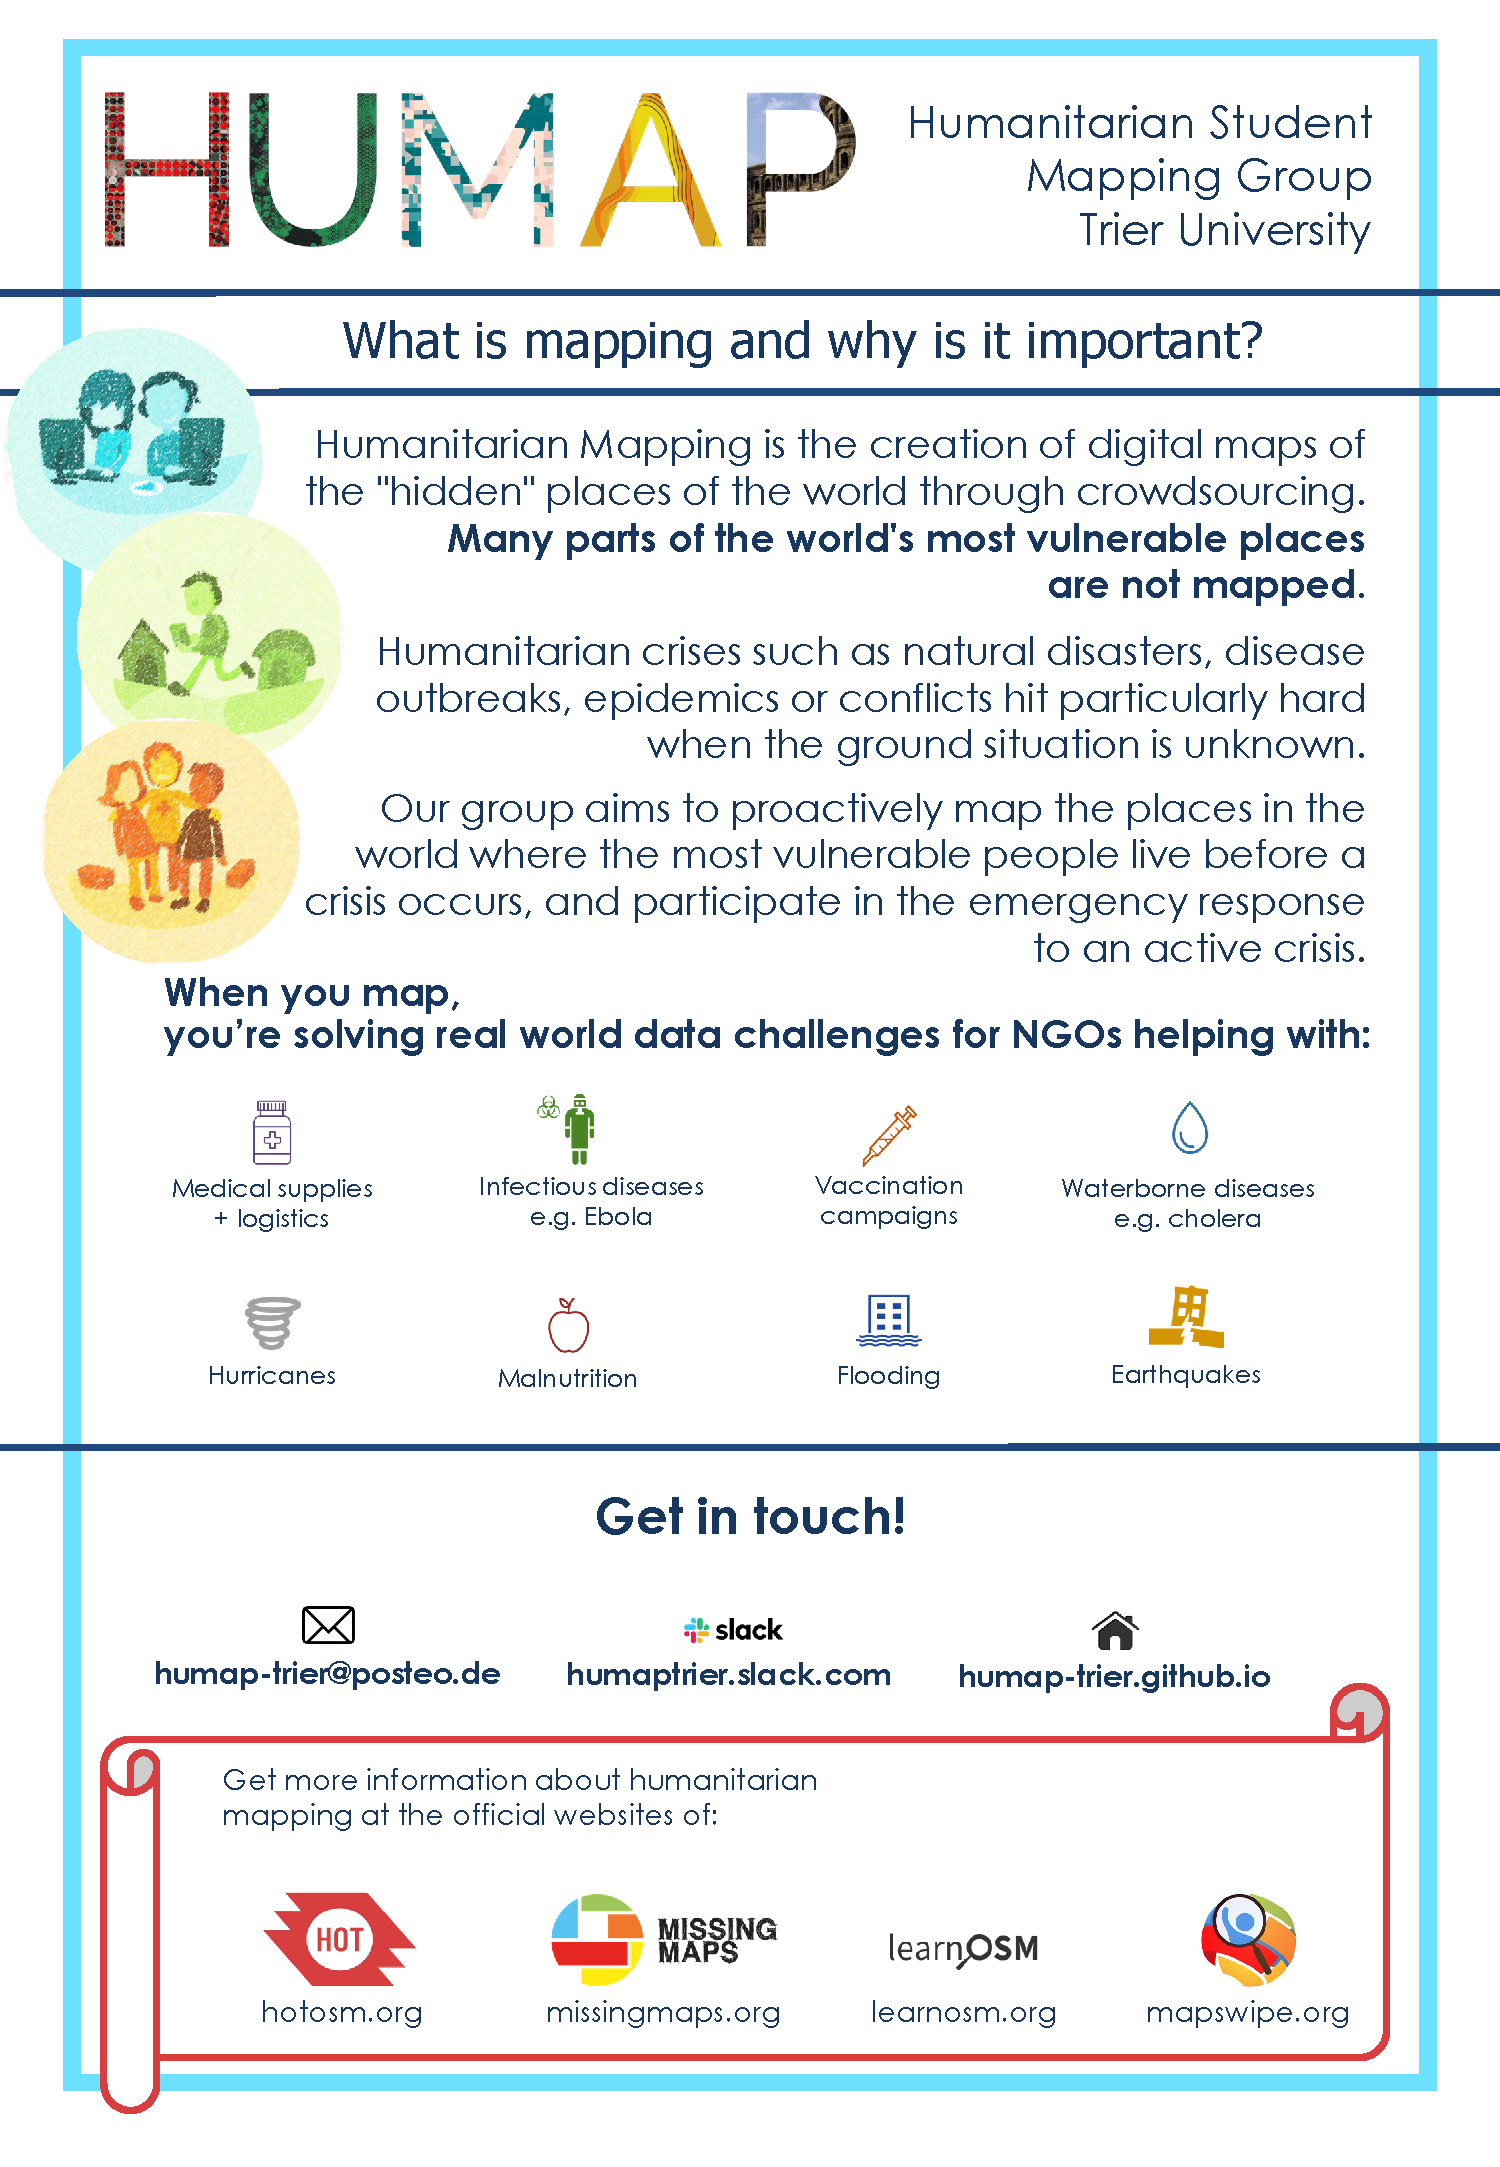 HUMAP
Humanitarian Student
Mapping Group
Trier University
What is mapping and why is it important?
Humanitarian Mapping is the creation of digital maps of
the "hidden" places of the world through crowdsourcing.
Many parts of the world's most vulnerable places
are not mapped.
Humanitarian crises such as natural disasters, disease
outbreaks, epidemics or conflicts hit particularly hard
when the ground situation is unknown.
Our group aims to proactively map the places in the
world where the most vulnerable people live before a
crisis occurs, and participate in the emergency response
to an active crisis.
When you map,
you’re solving real world data challenges for NGOs helping with:
Medical supplies
+ logistics
Infectious diseases
e.g. Ebola
Vaccination
campaigns
Waterborne diseases
e.g. cholera
Hurricanes
Malnutrition
Flooding
Earthquakes
Get in touch!
slack
humap-trier@posteo.de
humaptrier.slack.com
humap-trier.github.io
Get more information about humanitarian
mapping at the official websites of:
HOT
MISSING
MAPS
learnOSM
hotosm.org
missingmaps.org
learnosm.org
mapswipe.org